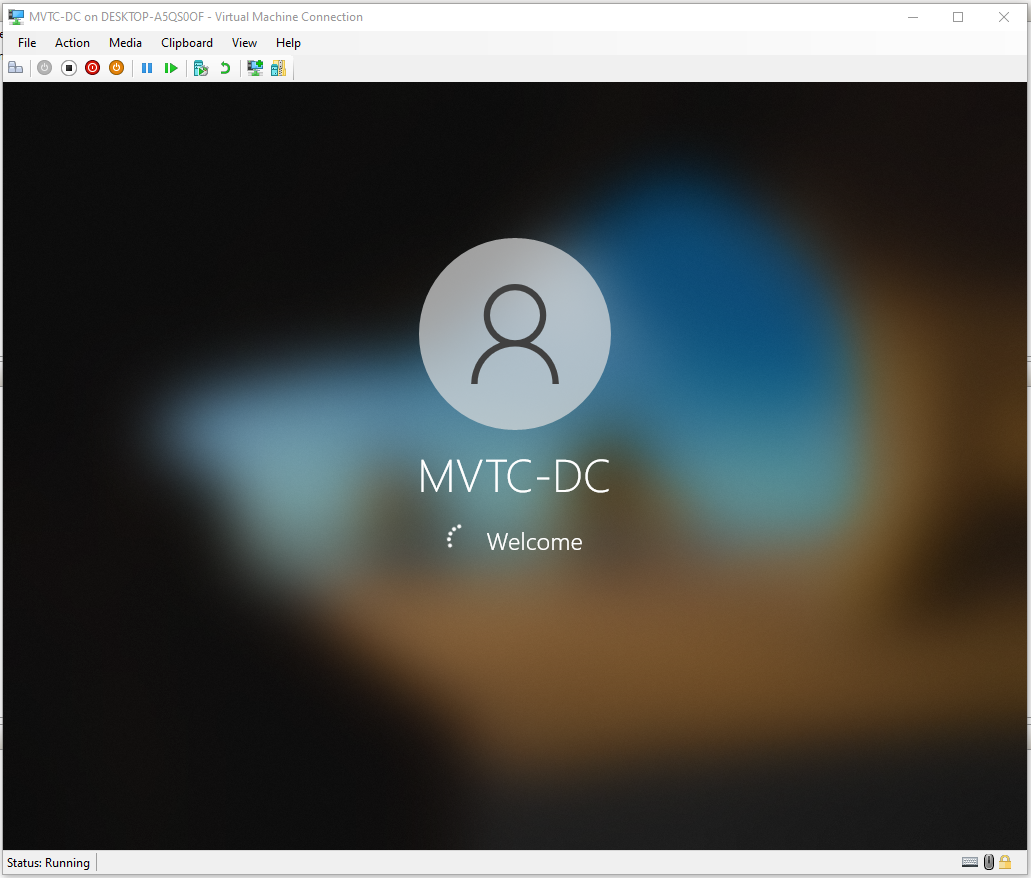 MVTC-DC on DESKTOP-A5QS0OF - Virtual Machine Connection
File Action Media Clipboard View Help
MVTC-DC
Welcome
Status: Running